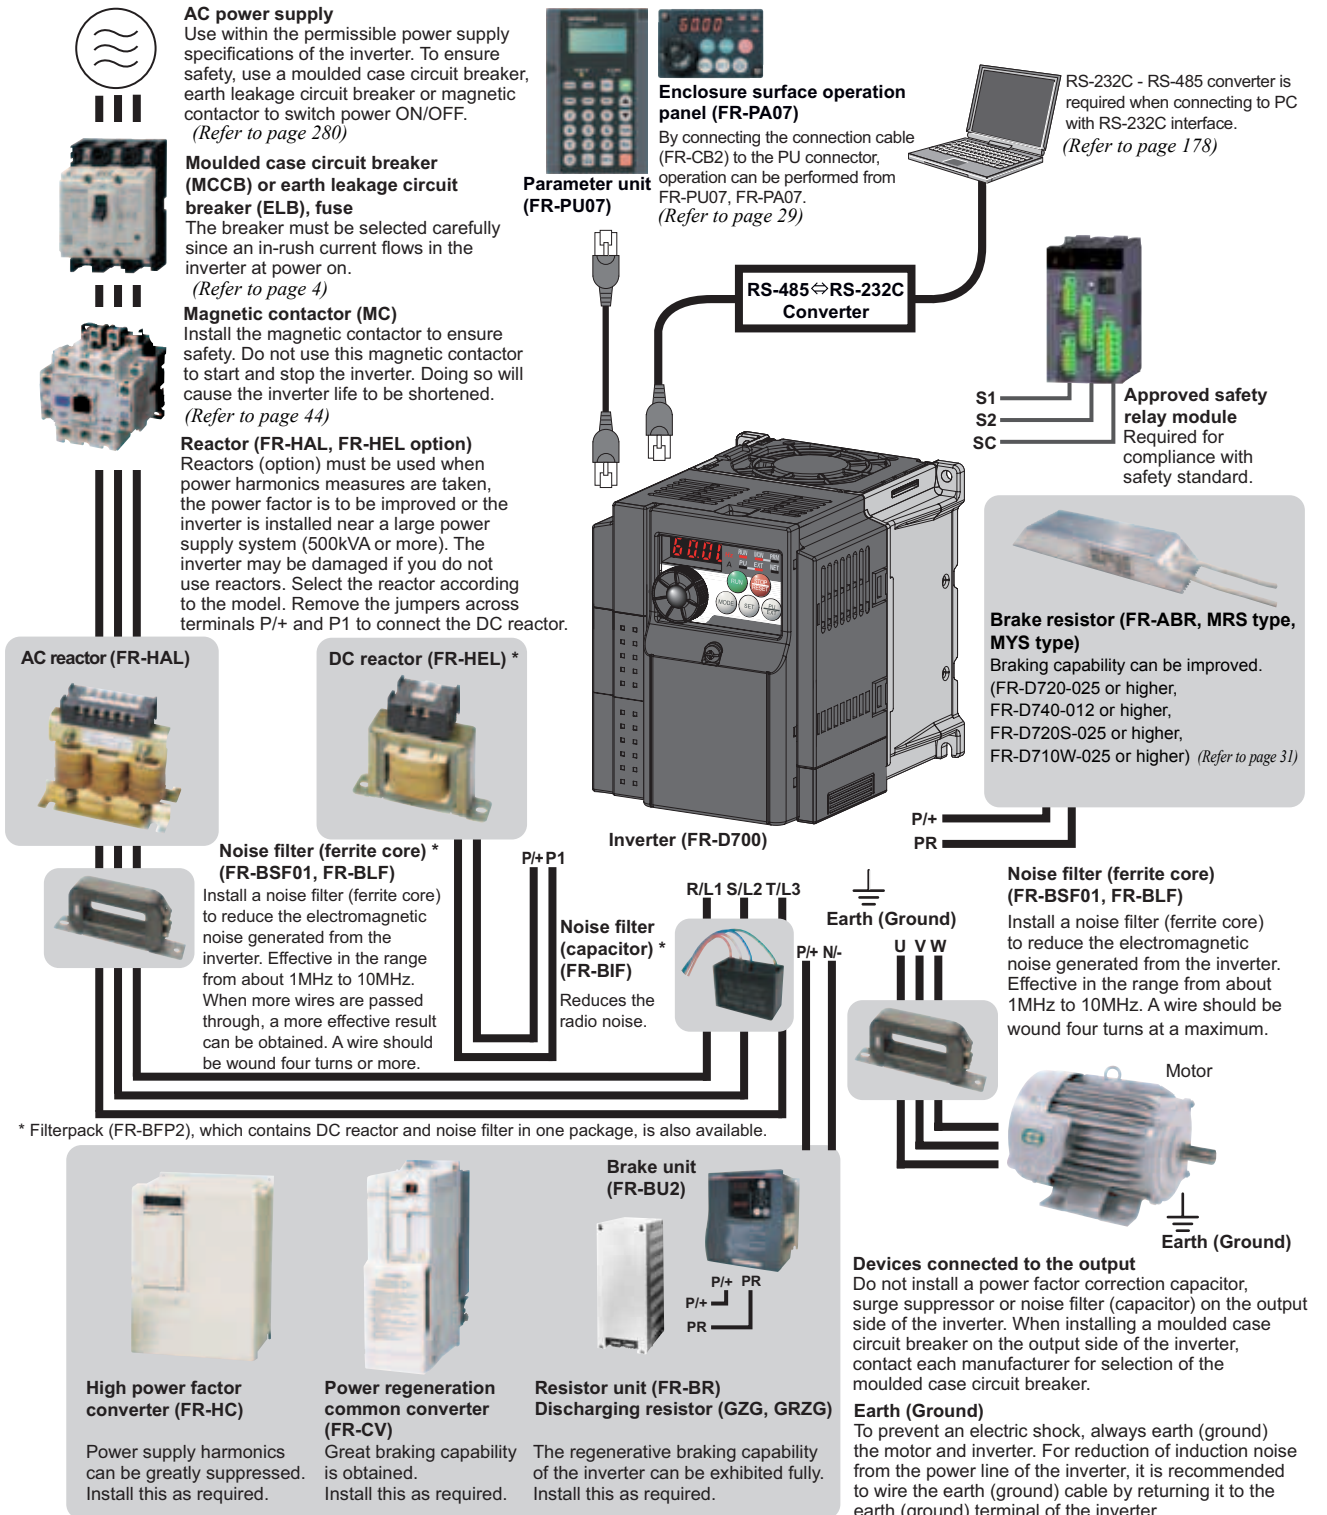 AC power supply
Use within the permissible power supply
specifications of the inverter. To ensure
safety, use a moulded case circuit breaker,
earth leakage circuit breaker or magnetic
contactor to switch power ON/OFF.
(Refer to page 280)
Moulded case circuit breaker
(MCCB) or earth leakage circuit
breaker (ELB), fuse
The breaker must be selected carefully
since an in-rush current flows in the
inverter at power on.
(Refer to page 4)
Magnetic contactor (MC)
Install the magnetic contactor to ensure
safety. Do not use this magnetic contactor
to start and stop the inverter. Doing so will
cause the inverter life to be shortened.
(Refer to page 44)
Reactor (FR-HAL, FR-HEL option)
Reactors (option) must be used when
power harmonics measures are taken,
the power factor is to be improved or the
inverter is installed near a large power
supply system (500kVA or more). The
inverter may be damaged if you do not
use reactors. Select the reactor according
to the model. Remove the jumpers across
terminals P/+ and P1 to connect the DC reactor.
Parameter unit
(FR-PU07)
60.00
Enclosure surface operation
panel (FR-PA07)
By connecting the connection cable
(FR-CB2) to the PU connector,
operation can be performed from
FR-PU07, FR-PA07.
(Refer to page 29)
RS-232C - RS-485 converter is
required when connecting to PC
with RS-232C interface.
(Refer to page 178)
RS-485⇔RS-232C
Converter
S1
S2
SC
Approved safety
relay module
Required for
compliance with
safety standard.
60.01
RUN MON PRM
A PU EXT NET
RUN
STOP
RESET
MODE
SET
PU
EXT
Inverter (FR-D700)
Brake resistor (FR-ABR, MRS type,
MYS type)
Braking capability can be improved.
(FR-D720-025 or higher,
FR-D740-012 or higher,
FR-D720S-025 or higher,
FR-D710W-025 or higher) (Refer to page 31)
P/+
PR
AC reactor (FR-HAL)
DC reactor (FR-HEL) *
Noise filter (ferrite core) *
(FR-BSF01, FR-BLF)
Install a noise filter (ferrite core)
to reduce the electromagnetic
noise generated from the
inverter. Effective in the range
from about 1MHz to 10MHz.
When more wires are passed
through, a more effective result
can be obtained. A wire should
be wound four turns or more.
P/+ P1
Noise filter
(capacitor) *
(FR-BIF)
Reduces the
radio noise.
R/L1 S/L2 T/L3
P/+ N/-
Earth (Ground)
U V W
Noise filter (ferrite core)
(FR-BSF01, FR-BLF)
Install a noise filter (ferrite core)
to reduce the electromagnetic
noise generated from the inverter.
Effective in the range from about
1MHz to 10MHz. A wire should be
wound four turns at a maximum.
Motor
Earth (Ground)
* Filterpack (FR-BFP2), which contains DC reactor and noise filter in one package, is also available.
High power factor
converter (FR-HC)
Power supply harmonics
can be greatly suppressed.
Install this as required.
Power regeneration
common converter
(FR-CV)
Great braking capability
is obtained.
Install this as required.
Brake unit
(FR-BU2)
P/+ PR
P/+
PR
Resistor unit (FR-BR)
Discharging resistor (GZG, GRZG)
The regenerative braking capability
of the inverter can be exhibited fully.
Install this as required.
Devices connected to the output
Do not install a power factor correction capacitor,
surge suppressor or noise filter (capacitor) on the output
side of the inverter. When installing a moulded case
circuit breaker on the output side of the inverter,
contact each manufacturer for selection of the
moulded case circuit breaker.
Earth (Ground)
To prevent an electric shock, always earth (ground)
the motor and inverter. For reduction of induction noise
from the power line of the inverter, it is recommended
to wire the earth (ground) cable by returning it to the
earth (ground) terminal of the inverter.